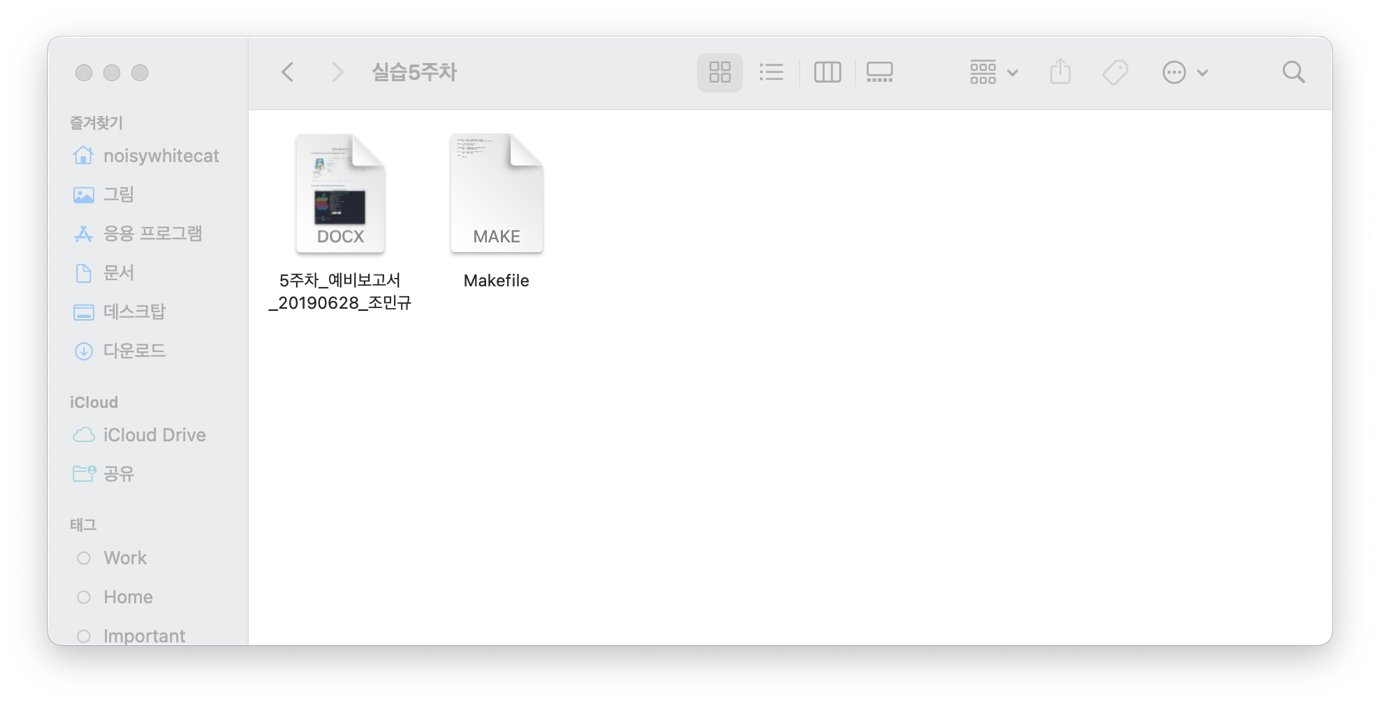 실습5주차
즐겨찾기
noisywhitecat
그림
응용 프로그램
문서
데스크탑
다운로드
iCloud
iCloud Drive
공유
태그
Work
Home
Important
DOCX
5주차_예비보고서
_20190628_조민규
MAKE
Makefile